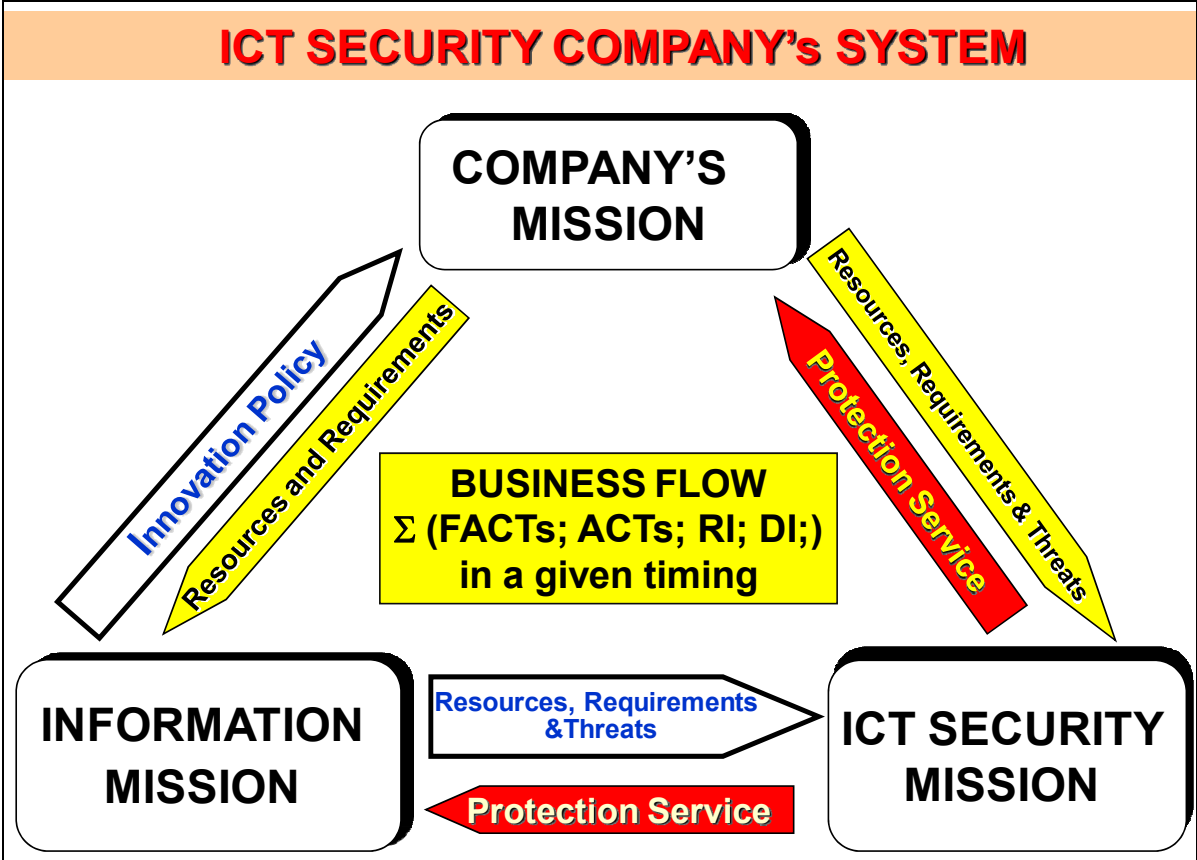 ICT SECURITY COMPANY's SYSTEM
COMPANY'S
MISSION
Innovation Policy
Resources and Requirements
Resources, Requirements & Threats
Protection Service
BUSINESS FLOW
Σ (FACTs; ACTs; RI; DI;)
in a given timing
INFORMATION
MISSION
Resources, Requirements
&Threats
Protection Service
ICT SECURITY
MISSION